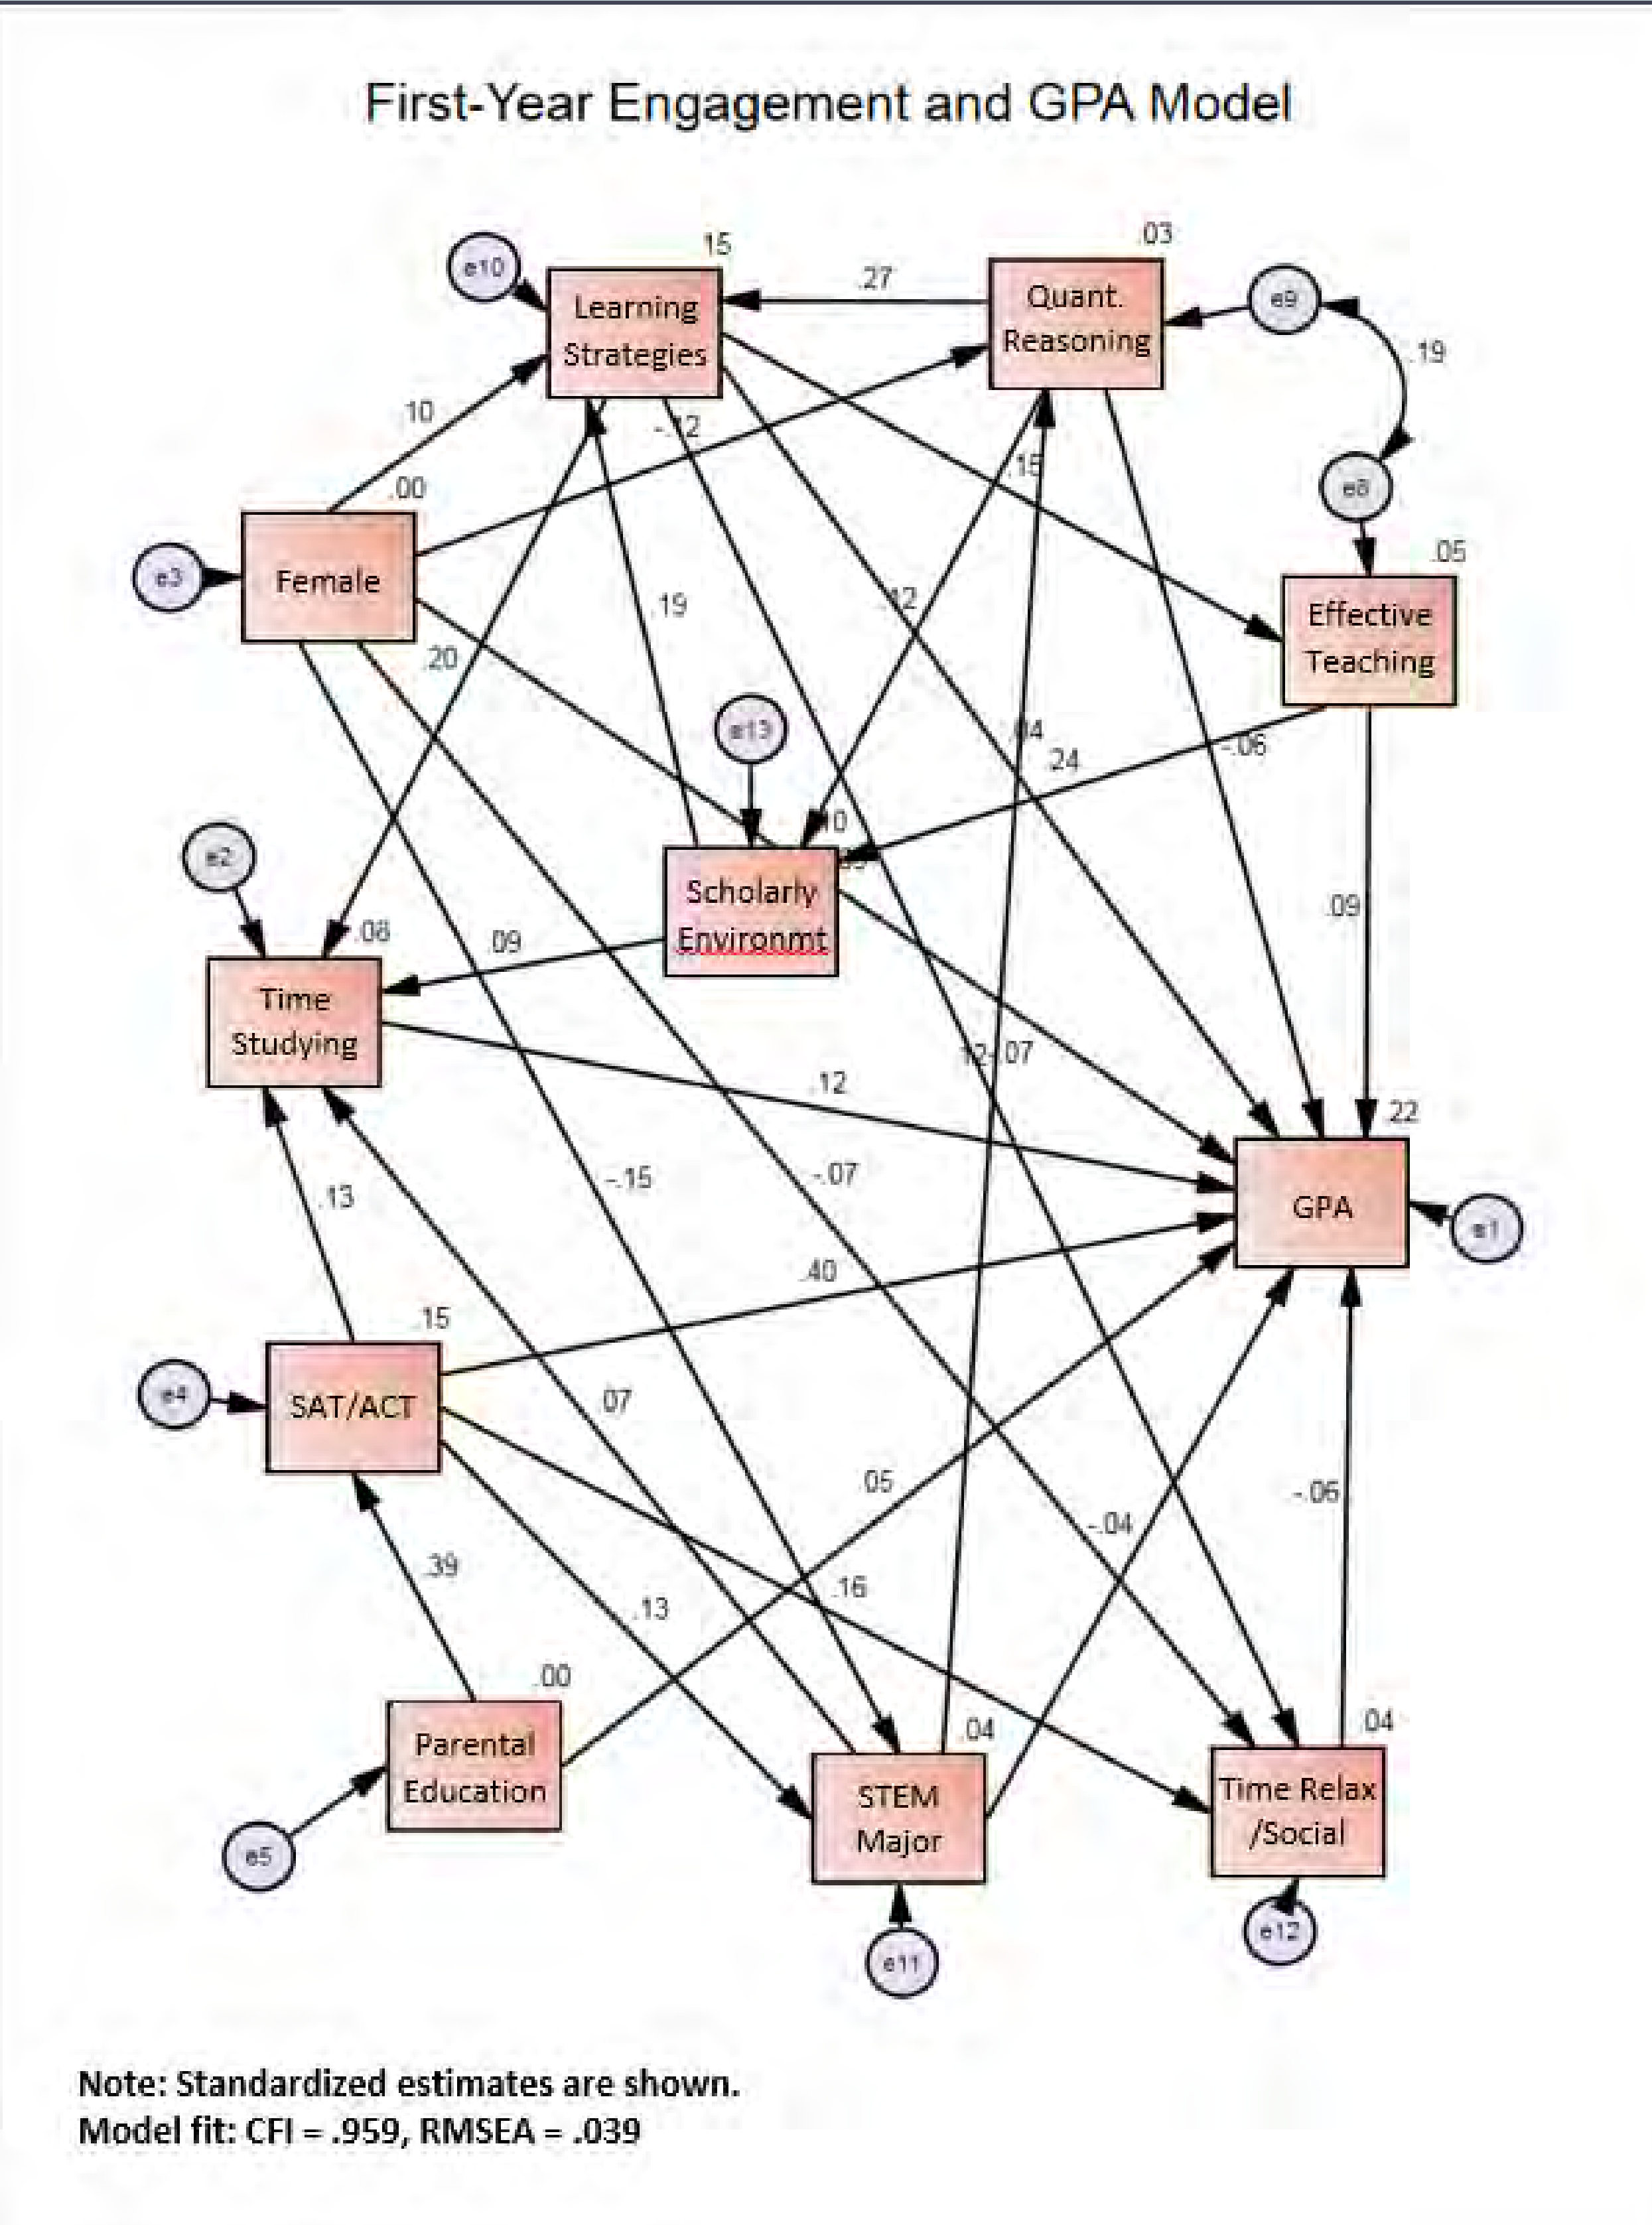 First-Year Engagement and GPA Model
e10
15
.27
.03
Learning
Strategies
Quant.
Reasoning
e9
.19
.10
-.12
.00
.15
e8
e3
Female
.05
Effective
Teaching
.19
.12
.20
e13
.04
.24
-.06
e2
Scholarly
Environmt
.09
.08
.09
Time
Studying
.07
.12
22
.13
-.15
-.07
GPA
e1
.40
.15
e4
SAT/ACT
.07
.05
-.06
-.04
.39
.16
.13
.00
Parental
Education
.04
.04
STEM
Major
Time Relax
/Social
e5
e11
e12
Note: Standardized estimates are shown.
Model fit: CFI = .959, RMSEA = .039